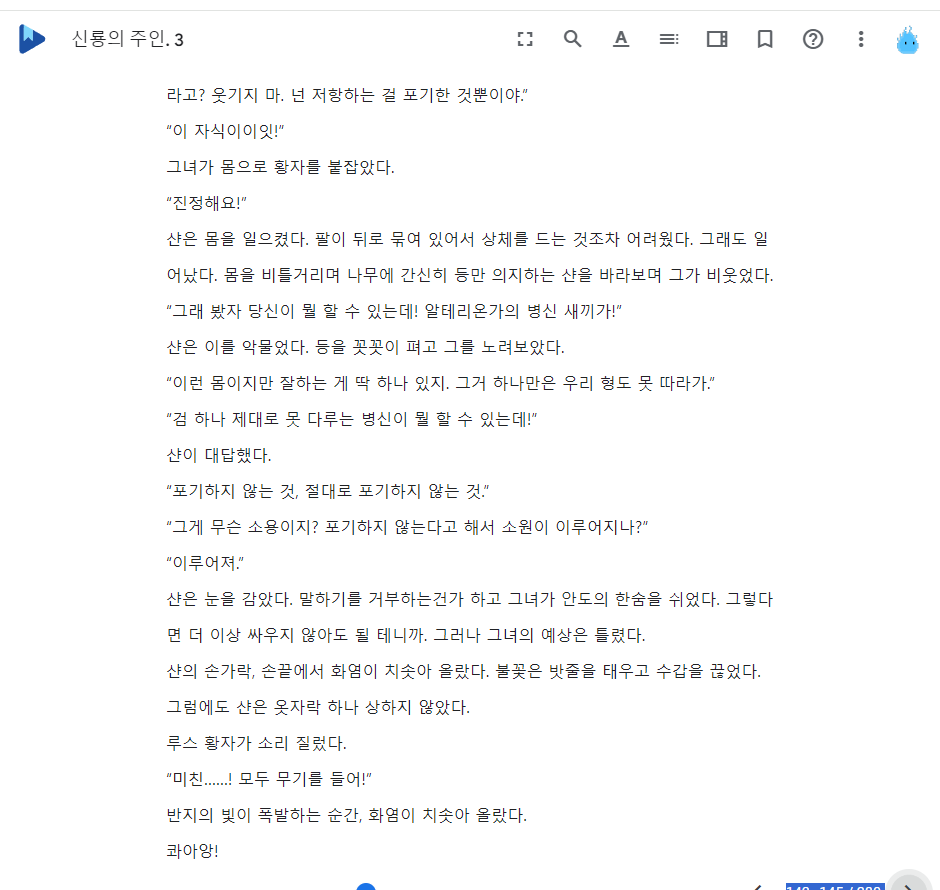 신룡의 주인. 3
라고? 웃기지 마. 넌 저항하는 걸 포기한 것뿐이야.”
“이 자식이이잇!”
그녀가 몸으로 황자를 붙잡았다.
“진정해요!”
샨은 몸을 일으켰다. 팔이 뒤로 묶여 있어서 상체를 드는 것조차 어려웠다. 그래도 일
어났다. 몸을 비틀거리며 나무에 간신히 등만 의지하는 샨을 바라보며 그가 비웃었다.
“그래 봤자 당신이 뭘 할 수 있는데! 알테리온가의 병신 새끼가!”
샨은 이를 악물었다. 등을 꼿꼿이 펴고 그를 노려보았다.
“이런 몸이지만 잘하는 게 딱 하나 있지. 그거 하나만은 우리 형도 못 따라가.”
“검 하나 제대로 못 다루는 병신이 뭘 할 수 있는데!”
샨이 대답했다.
“포기하지 않는 것, 절대로 포기하지 않는 것.”
“그게 무슨 소용이지? 포기하지 않는다고 해서 소원이 이루어지나?”
“이루어져.”
샨은 눈을 감았다. 말하기를 거부하는건가 하고 그녀가 안도의 한숨을 쉬었다. 그렇다
면 더 이상 싸우지 않아도 될 테니까. 그러나 그녀의 예상은 틀렸다.
샨의 손가락, 손끝에서 화염이 치솟아 올랐다. 불꽃은 밧줄을 태우고 수갑을 끊었다.
그럼에도 샨은 옷자락 하나 상하지 않았다.
루스 황자가 소리 질렀다.
“미친……! 모두 무기를 들어!”
반지의 빛이 폭발하는 순간, 화염이 치솟아 올랐다.
콰아앙!